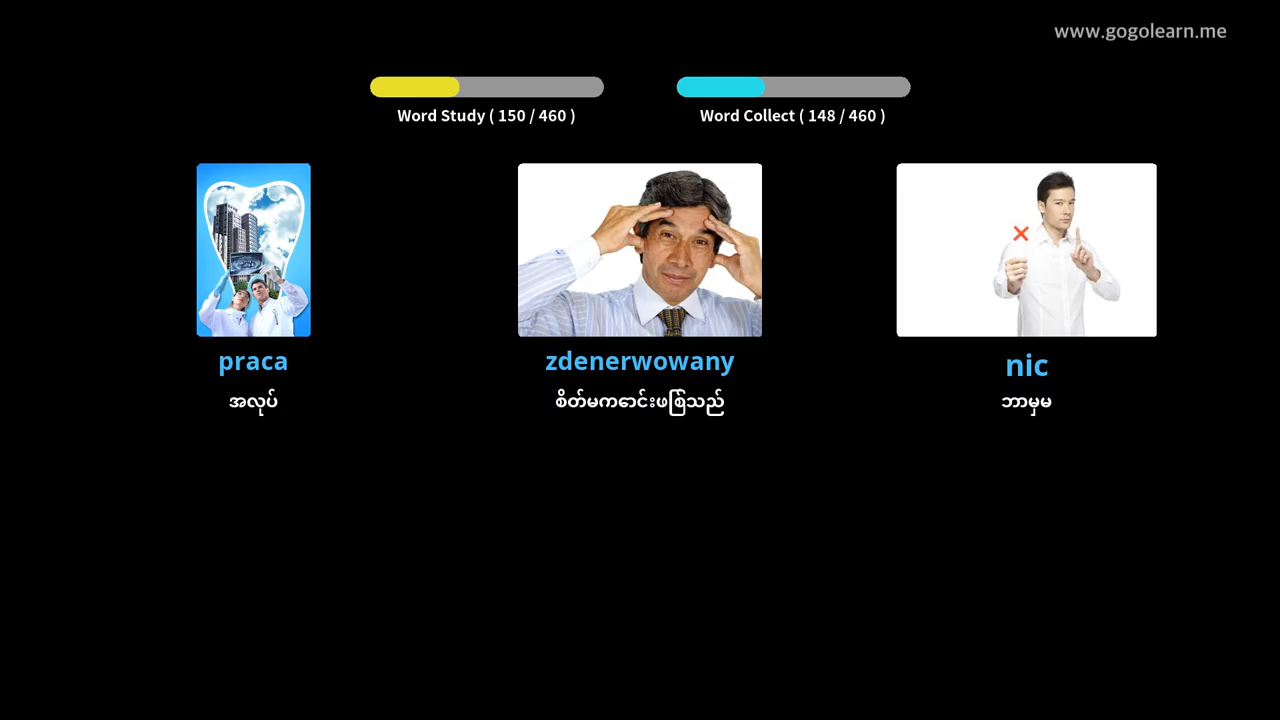 www.gogolearn.me
Word Study ( 150 / 460 )
Word Collect ( 148 / 460 )
praca
zdenerwowany
nic
အလုပ်
စိတ်မကောင်းဖြစ်သည်
ဘာမှမ